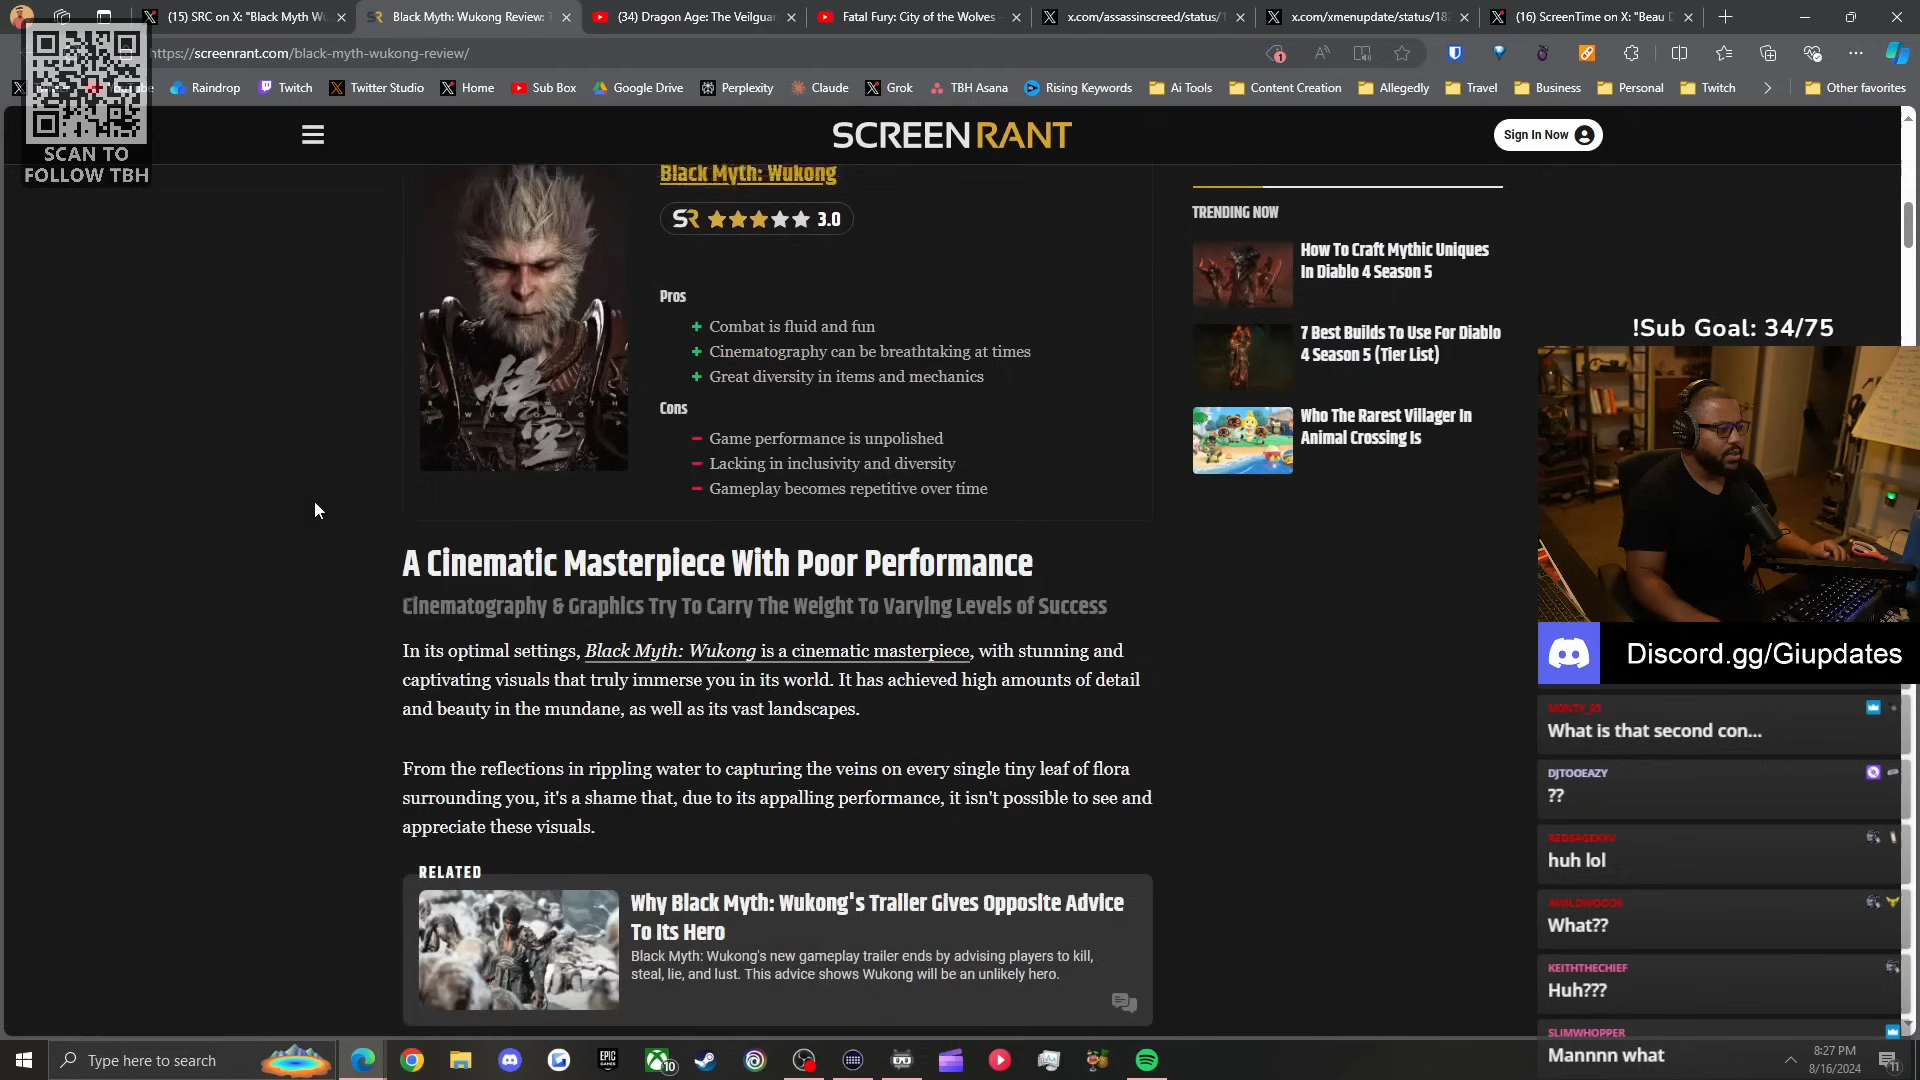 (15) SRC on X: "Black Myth Wu
Black Myth: Wukong Review: T
(34) Dragon Age: The Veilguar
Fatal Fury: City of the Wolves -
x.com/assassinscreed/status/1
x.com/xmenupdate/status/182
(16) ScreenTime on X: "Beau D
https://screenrant.com/black-myth-wukong-review/
1
Raindrop
Twitch
Twitter Studio
Home
Sub Box
Google Drive
Perplexity
Claude
Grok
TBH Asana
Rising Keywords
Ai Tools
Content Creation
Allegedly
Travel
Business
Personal
Twitch
Other favorites
SCAN TO
FOLLOW TBH
SCREENRANT
Sign In Now
Black Myth: Wukong
SR 3.0
Pros
Combat is fluid and fun
Cinematography can be breathtaking at times
Great diversity in items and mechanics
Cons
Game performance is unpolished
Lacking in inclusivity and diversity
Gameplay becomes repetitive over time
悟空
TRENDING NOW
How To Craft Mythic Uniques
In Diablo 4 Season 5
7 Best Builds To Use For Diablo
4 Season 5 (Tier List)
Who The Rarest Villager In
Animal Crossing Is
!Sub Goal: 34/75
A Cinematic Masterpiece With Poor Performance
Cinematography & Graphics Try To Carry The Weight To Varying Levels of Success
In its optimal settings, Black Myth: Wukong is a cinematic masterpiece, with stunning and
captivating visuals that truly immerse you in its world. It has achieved high amounts of detail
and beauty in the mundane, as well as its vast landscapes.
From the reflections in rippling water to capturing the veins on every single tiny leaf of flora
surrounding you, it's a shame that, due to its appalling performance, it isn't possible to see and
appreciate these visuals.
RELATED
Why Black Myth: Wukong's Trailer Gives Opposite Advice
To Its Hero
Black Myth: Wukong's new gameplay trailer ends by advising players to kill,
steal, lie, and lust. This advice shows Wukong will be an unlikely hero.
Discord.gg/Giupdates
What is that second con...
DJTOOEAZY
??
REDSAGEXXV
huh lol
What??
KEITHTHECHIEF
Huh???
SLIMWHOPPER
Mannnn what
Type here to search
EPIC
GAMES
10
8:27 PM
8/16/2024
11